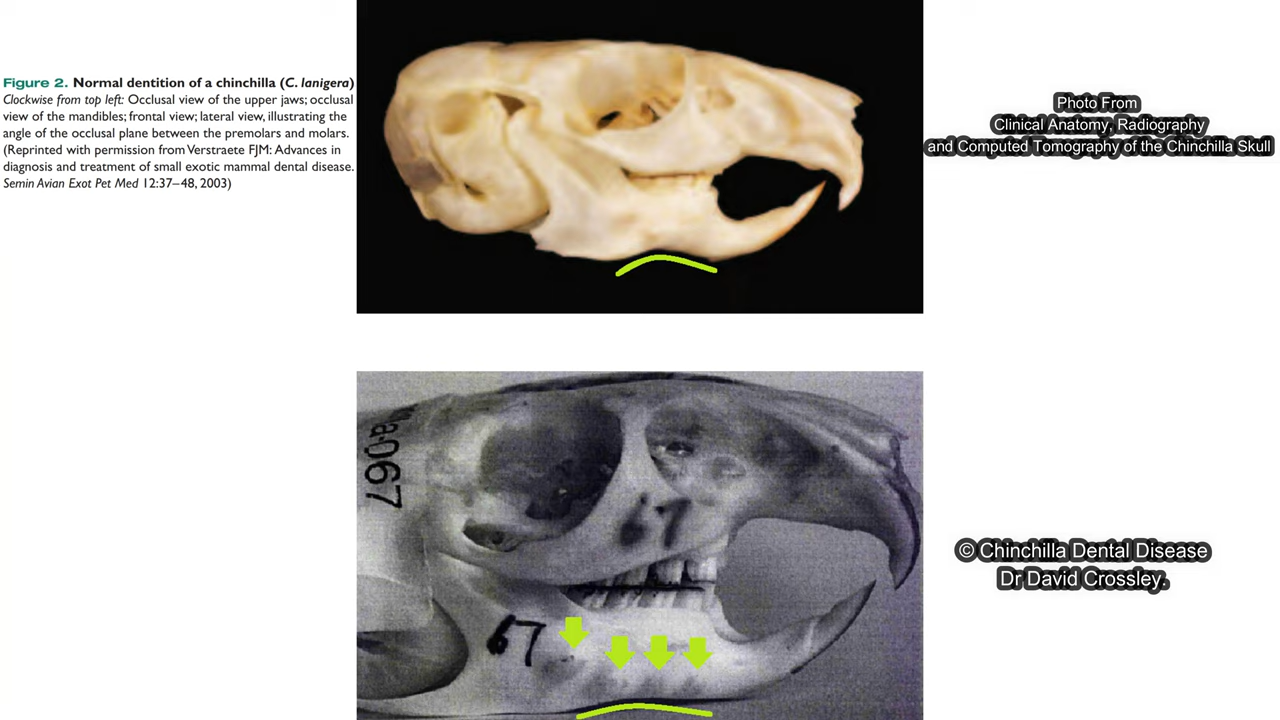 Figure 2. Normal dentition of a chinchilla (C. lanigera)
Clockwise from top left: Occlusal view of the upper jaws; occlusal
view of the mandibles; frontal view; lateral view, illustrating the
angle of the occlusal plane between the premolars and molars.
(Reprinted with permission from Verstraete FJM: Advances in
diagnosis and treatment of small exotic mammal dental disease.
Semin Avian Exot Pet Med 12:37–48, 2003)
Photo From
Clinical Anatomy, Radiography
and Computed Tomography of the Chinchilla Skull
67
67
© Chinchilla Dental Disease
Dr David Crossley.